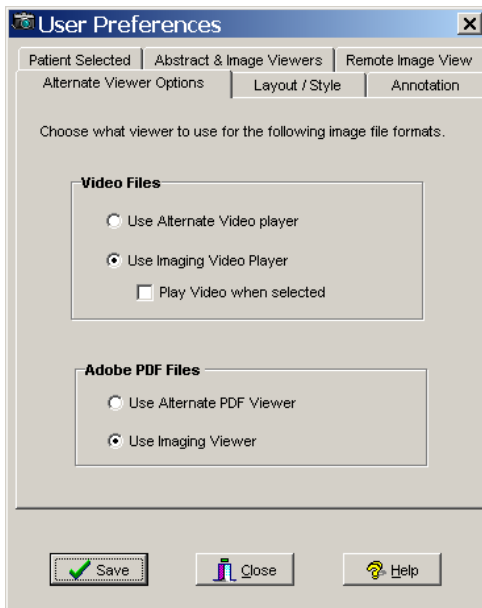 User Preferences
Patient Selected Abstract & Image Viewers Remote Image View
Alternate Viewer Options Layout / Style Annotation
Choose what viewer to use for the following image file formats.
Video Files
Use Alternate Video player
Use Imaging Video Player
Play Video when selected
Adobe PDF Files
Use Alternate PDF Viewer
Use Imaging Viewer
Save Close Help